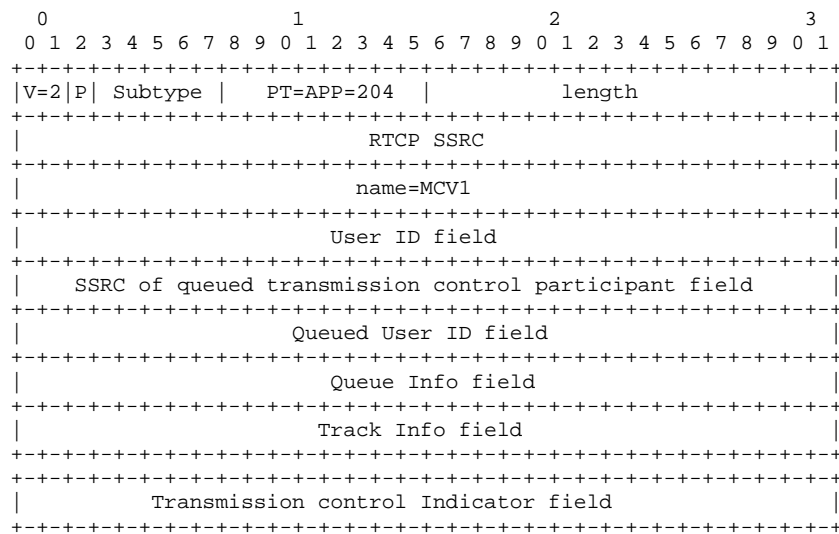 0                   1                   2                   3
0 1 2 3 4 5 6 7 8 9 0 1 2 3 4 5 6 7 8 9 0 1 2 3 4 5 6 7 8 9 0 1
+-+-+-+-+-+-+-+-+-+-+-+-+-+-+-+-+-+-+-+-+-+-+-+-+-+-+-+-+-+-+-+-+
|V=2|P| Subtype |   PT=APP=204  |          length               |
+-+-+-+-+-+-+-+-+-+-+-+-+-+-+-+-+-+-+-+-+-+-+-+-+-+-+-+-+-+-+-+-+
|                           RTCP SSRC                           |
+-+-+-+-+-+-+-+-+-+-+-+-+-+-+-+-+-+-+-+-+-+-+-+-+-+-+-+-+-+-+-+-+
|                          name=MCV1                            |
+-+-+-+-+-+-+-+-+-+-+-+-+-+-+-+-+-+-+-+-+-+-+-+-+-+-+-+-+-+-+-+-+
|                        User ID field                          |
+-+-+-+-+-+-+-+-+-+-+-+-+-+-+-+-+-+-+-+-+-+-+-+-+-+-+-+-+-+-+-+-+
|    SSRC of queued transmission control participant field      |
+-+-+-+-+-+-+-+-+-+-+-+-+-+-+-+-+-+-+-+-+-+-+-+-+-+-+-+-+-+-+-+-+
|                     Queued User ID field                      |
+-+-+-+-+-+-+-+-+-+-+-+-+-+-+-+-+-+-+-+-+-+-+-+-+-+-+-+-+-+-+-+-+
|                        Queue Info field                       |
+-+-+-+-+-+-+-+-+-+-+-+-+-+-+-+-+-+-+-+-+-+-+-+-+-+-+-+-+-+-+-+-+
|                       Track Info field                        |
+-+-+-+-+-+-+-+-+-+-+-+-+-+-+-+-+-+-+-+-+-+-+-+-+-+-+-+-+-+-+-+-+
+-+-+-+-+-+-+-+-+-+-+-+-+-+-+-+-+-+-+-+-+-+-+-+-+-+-+-+-+-+-+-+-+
|          Transmission control Indicator field                 |
+-+-+-+-+-+-+-+-+-+-+-+-+-+-+-+-+-+-+-+-+-+-+-+-+-+-+-+-+-+-+-+-+